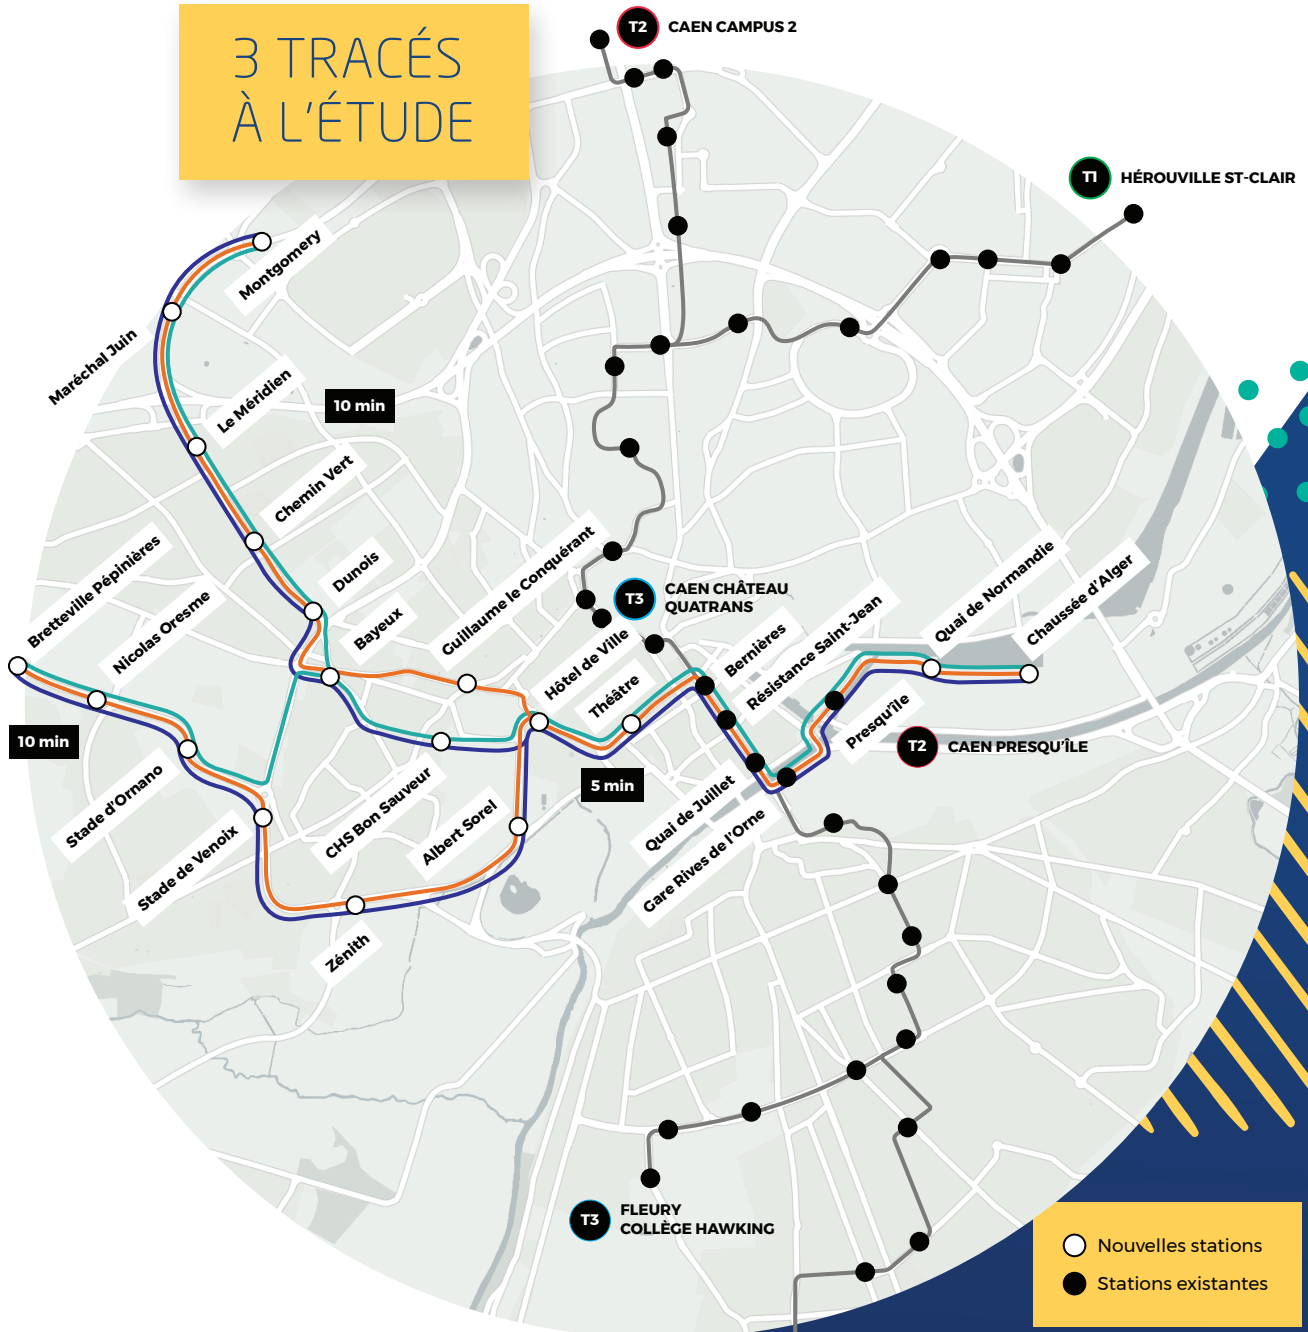 3 TRACÉS
À L'ÉTUDE
T2 CAEN CAMPUS 2
T1 HÉROUVILLE ST-CLAIR
Montgomery
Maréchal Juin
Le Méridien
10 min
Chemin Vert
Bretteville Pépinières
Nicolas Oresme
Dunois
Bayeux
Guillaume le Conquérant
T3 CAEN CHÂTEAU
QUATRANS
Hôtel de Ville
Théâtre
Bernières
Résistance Saint-Jean
Quai de Normandie
Chaussée d'Alger
Presqu'île
T2 CAEN PRESQU'ÎLE
10 min
5 min
Stade d'Ornano
Stade de Venoix
CHS Bon Sauveur
Albert Sorel
Quai de Juillet
Gare Rives de l'Orne
Zénith
T3 FLEURY
COLLÈGE HAWKING
Nouvelles stations
Stations existantes